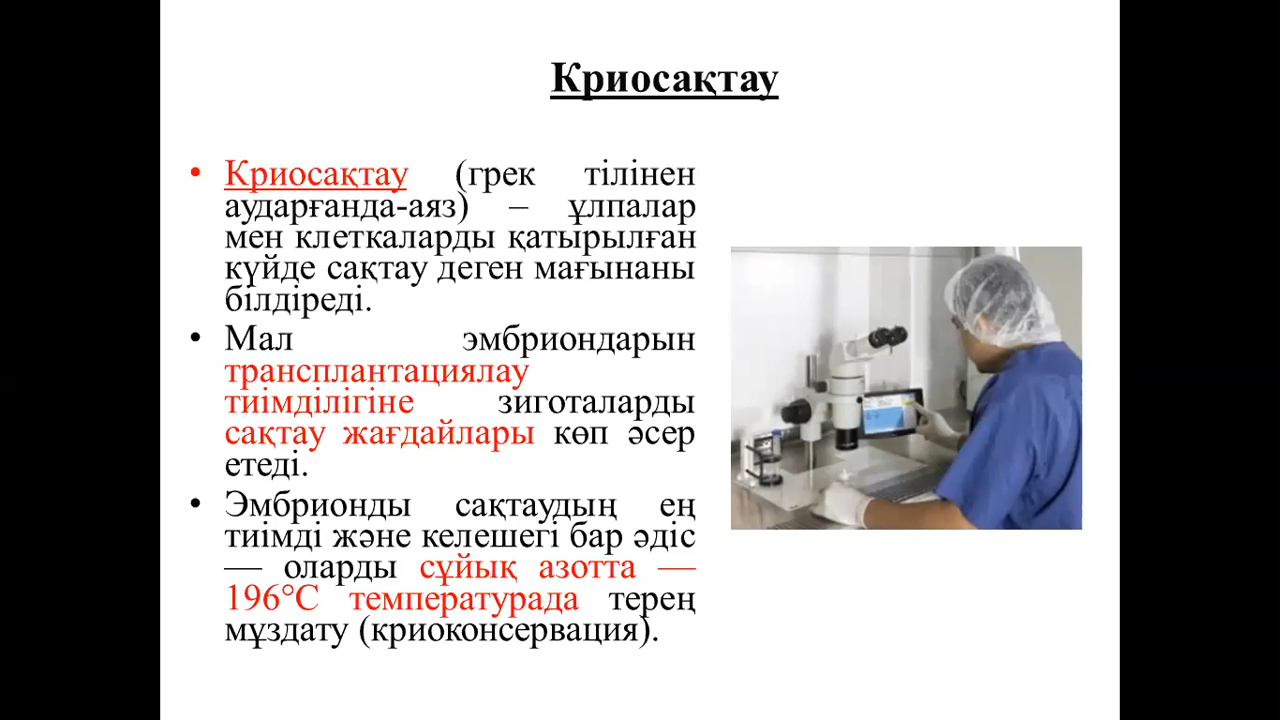 Криосақтау
• Криосақтау (грек тілінен
аударғанда-аяз) – ұлпалар
мен клеткаларды қатырылған
күйде сақтау деген мағынаны
білдіреді.
• Мал эмбриондарын
трансплантациялау
тиімділігіне зиготаларды
сақтау жағдайлары көп әсер
етеді.
• Эмбрионды сақтаудың ең
тиімді және келешегі бар әдіс
— оларды сұйық азотта —
196°С температурада терең
мұздату (криоконсервация).